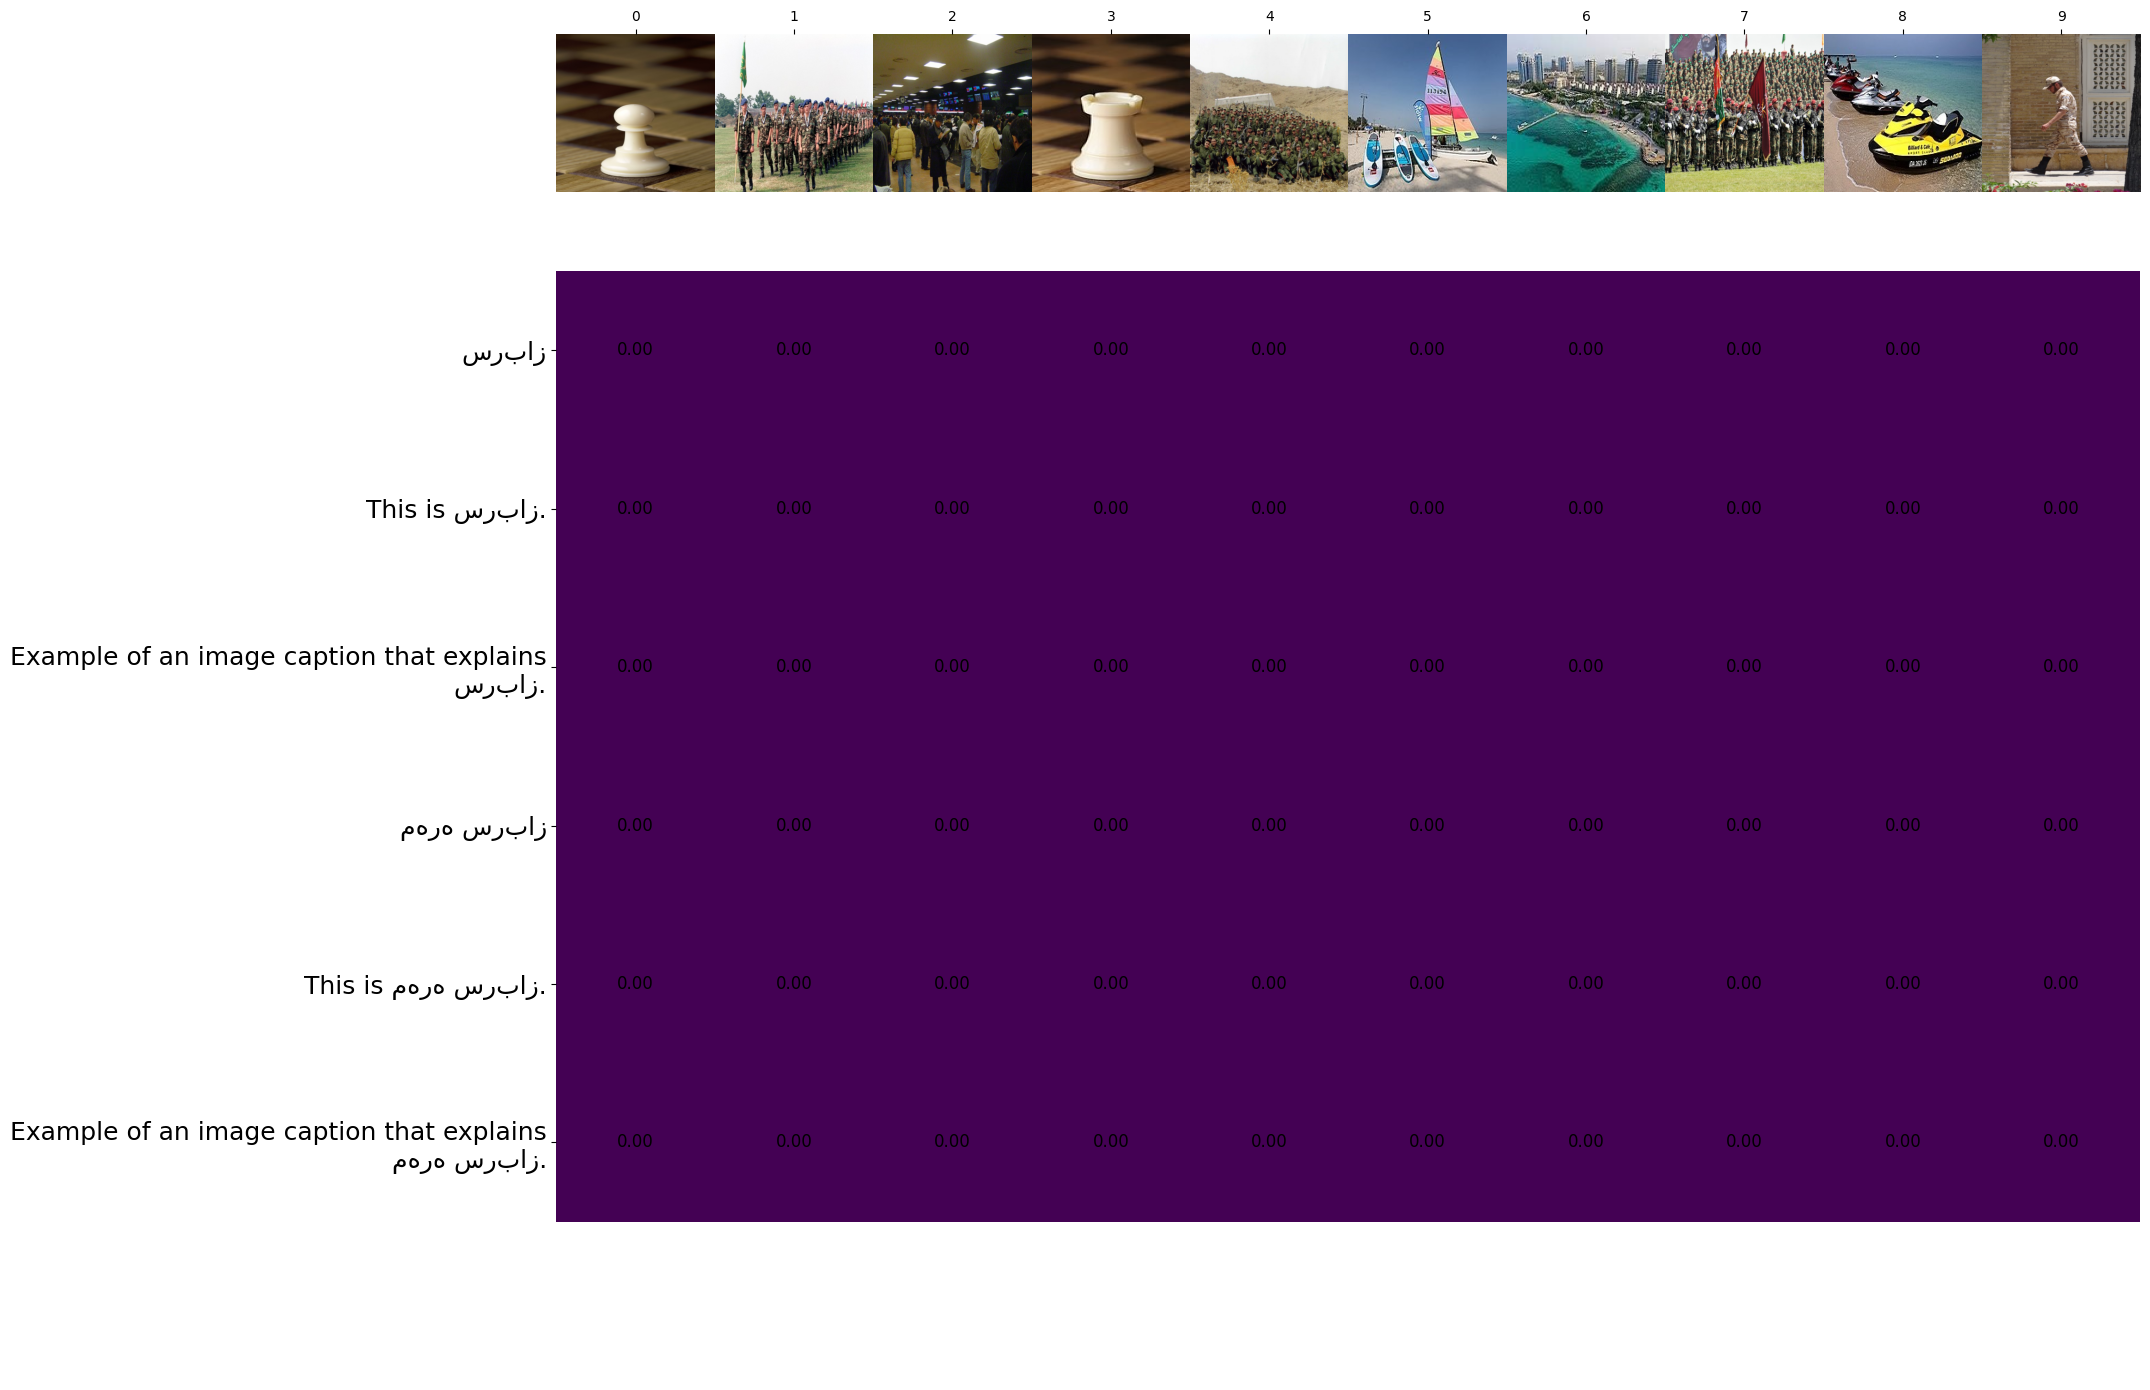 0 1 2 3 4 5 6 7 8 9
سرباز 0.00 0.00 0.00 0.00 0.00 0.00 0.00 0.00 0.00 0.00
This is سرباز. 0.00 0.00 0.00 0.00 0.00 0.00 0.00 0.00 0.00 0.00
Example of an image caption that explains
سرباز. 0.00 0.00 0.00 0.00 0.00 0.00 0.00 0.00 0.00 0.00
مهره سرباز 0.00 0.00 0.00 0.00 0.00 0.00 0.00 0.00 0.00 0.00
This is مهره سرباز. 0.00 0.00 0.00 0.00 0.00 0.00 0.00 0.00 0.00 0.00
Example of an image caption that explains
مهره سرباز. 0.00 0.00 0.00 0.00 0.00 0.00 0.00 0.00 0.00 0.00